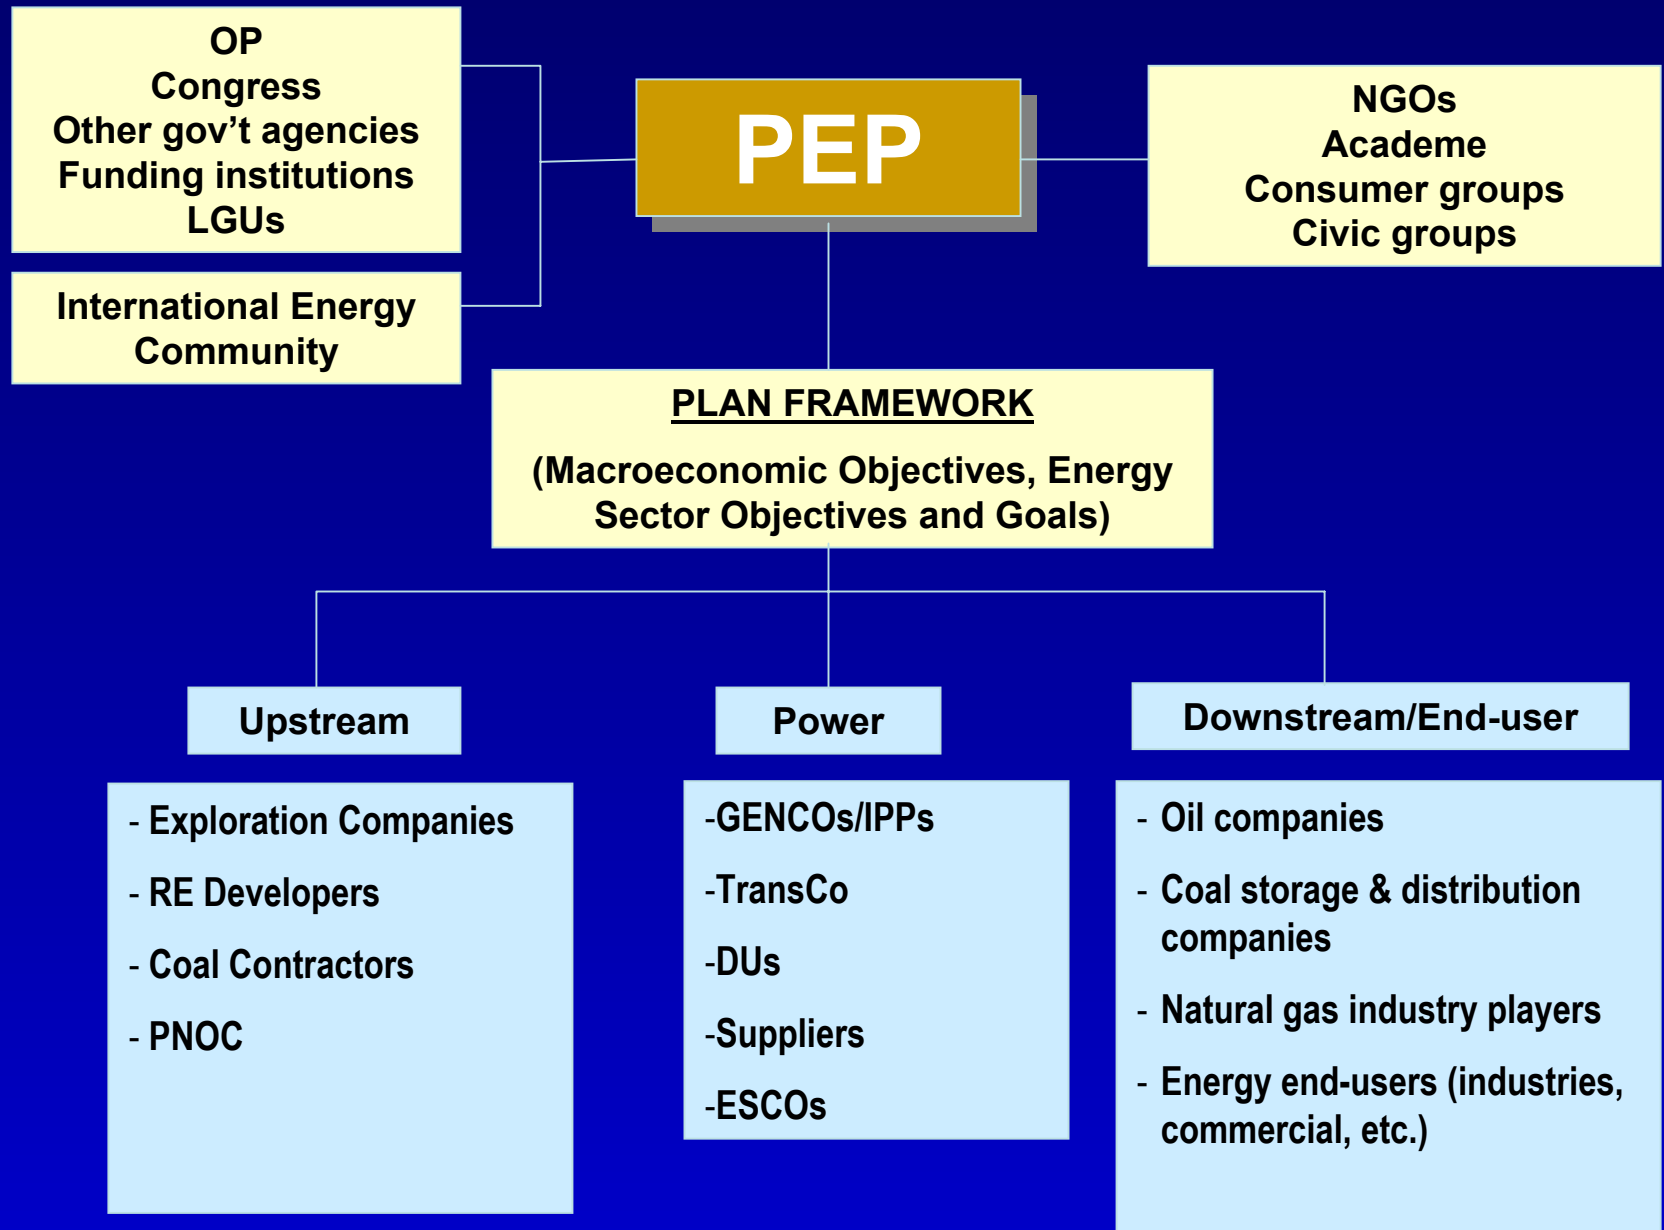 OP
Congress
Other gov’t agencies
Funding institutions
LGUs
International Energy
Community
PEP
NGOs
Academe
Consumer groups
Civic groups
PLAN FRAMEWORK
(Macroeconomic Objectives, Energy
Sector Objectives and Goals)
Upstream
- Exploration Companies
- RE Developers
- Coal Contractors
- PNOC
Power
-GENCOs/IPPs
-TransCo
-DUs
-Suppliers
-ESCOs
Downstream/End-user
- Oil companies
- Coal storage & distribution
companies
- Natural gas industry players
- Energy end-users (industries,
commercial, etc.)